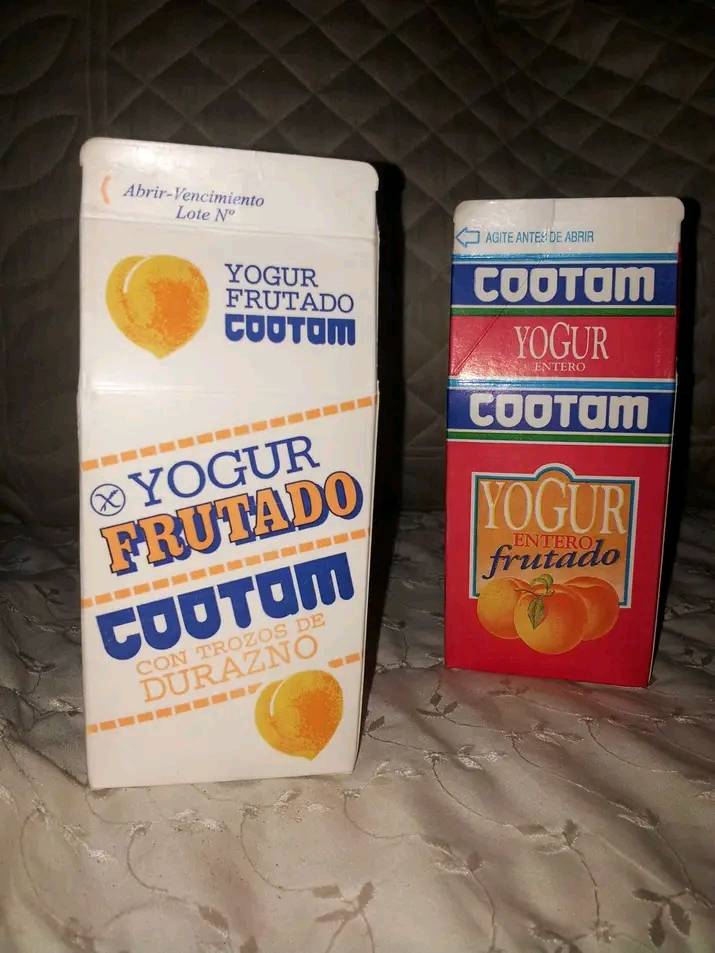 Abrir-Vencimiento
Lote Nº
YOGUR
FRUTADO
COOTAM
YOGUR
FRUTADO
COOTAM
CON TROZOS DE
DURAZNO
AGITE ANTES DE ABRIR
COOTAM
YOGUR
ENTERO
COOTAM
YOGUR
ENTERO
frutado